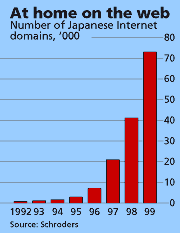 At home on the web
Number of Japanese Internet
domains, '000
80
70
60
50
40
30
20
10
0
1992 93 94 95 96 97 98 99
Source: Schroders